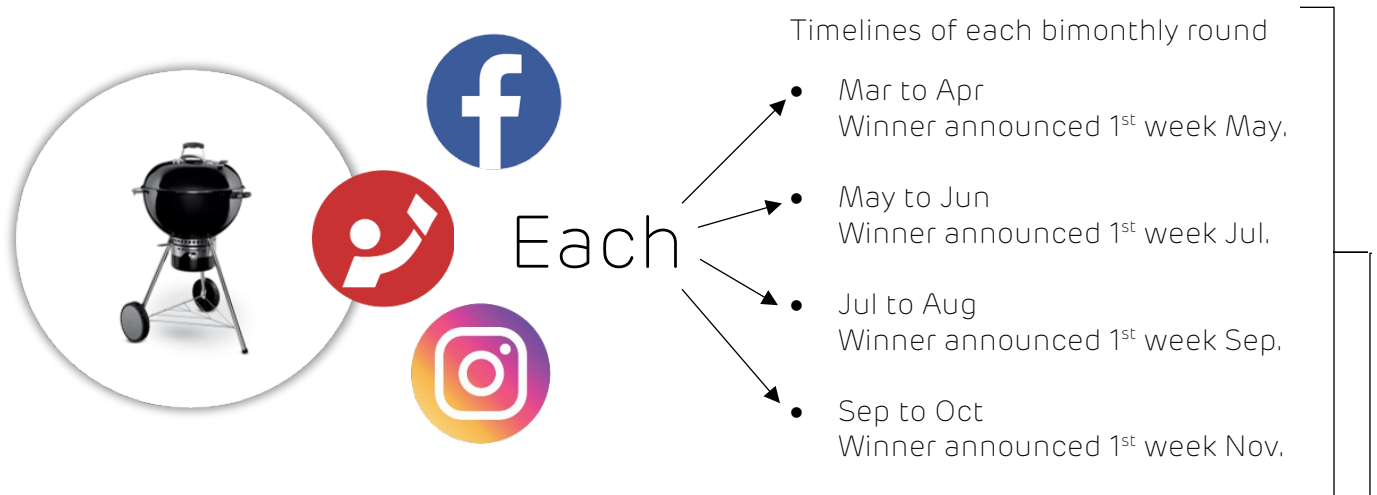 Timelines of each bimonthly round
• Mar to Apr
Winner announced 1st week May.
• May to Jun
Winner announced 1st week Jul.
Each
• Jul to Aug
Winner announced 1st week Sep.
• Sep to Oct
Winner announced 1st week Nov.